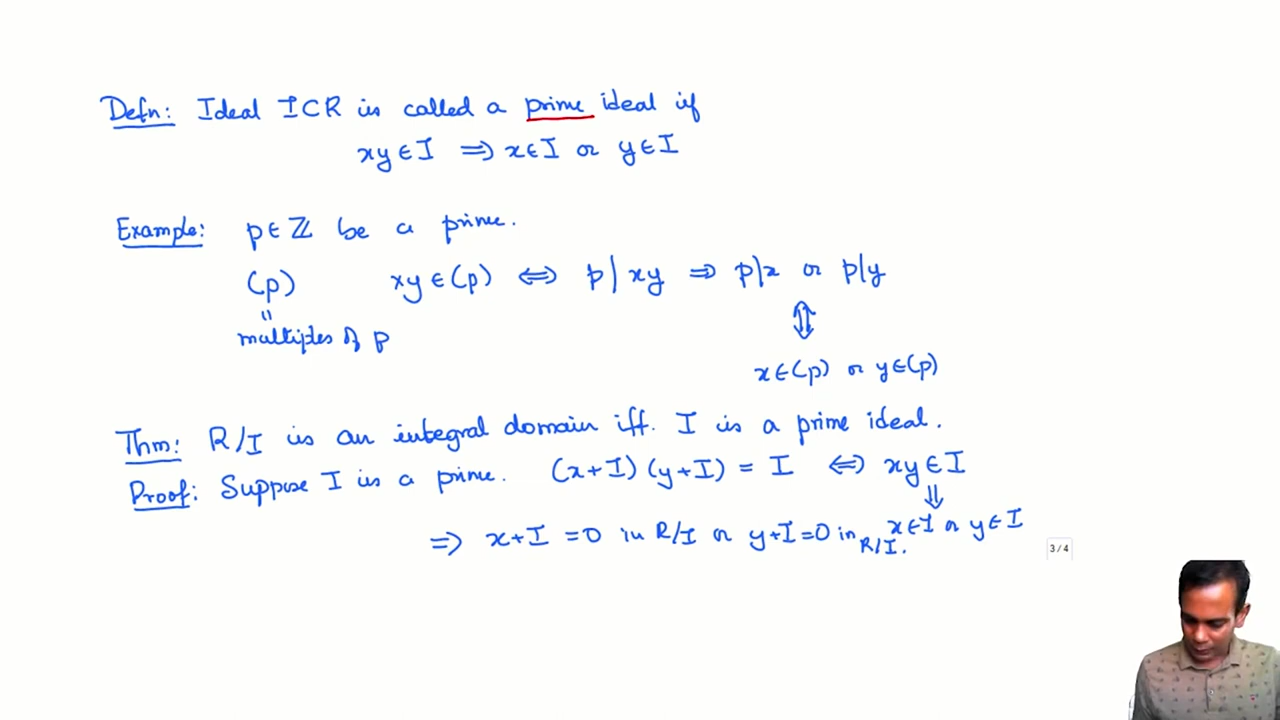 Defn: Ideal I⊂R is called a prime ideal if
xy ∈ I ⟹ x∈I or y∈I
Example: p∈ℤ be a prime.
(p) xy ∈ (p) ⟺ p | xy ⟹ p|x or p|y
"
⇕
multiples of p
x∈(p) or y∈(p)
Thm: R/I is an integral domain iff. I is a prime ideal.
Proof: Suppose I is a prime. (x+I)(y+I) = I ⟺ xy∈I
⇓
x∈I or y∈I
⟹ x+I =0 in R/I or y+I=0 in R/I.
3/4